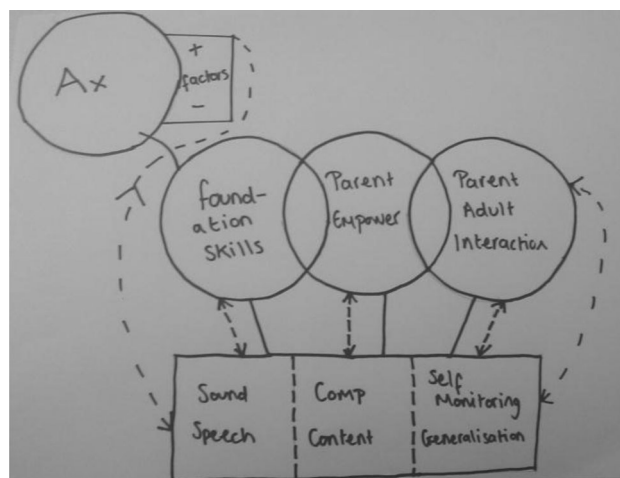 Ax
+
factors
-
found-
ation
Skills
Parent
Empower
Parent
Adult
Interaction
Sound
Speech
Comp
Content
Self
Monitoring
Generalisation